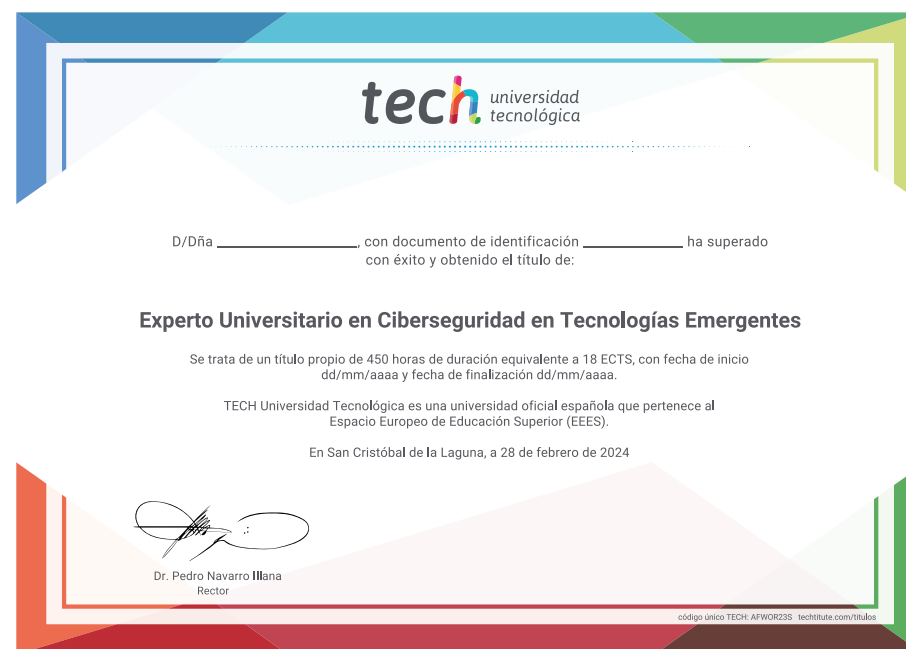 tech universidad
tecnológica
D/Dña ____________, con documento de identificación ____________ ha superado
con éxito y obtenido el título de:
Experto Universitario en Ciberseguridad en Tecnologías Emergentes
Se trata de un título propio de 450 horas de duración equivalente a 18 ECTS, con fecha de inicio
dd/mm/aaaa y fecha de finalización dd/mm/aaaa.
TECH Universidad Tecnológica es una universidad oficial española que pertenece al
Espacio Europeo de Educación Superior (EEES).
En San Cristóbal de la Laguna, a 28 de febrero de 2024
Dr. Pedro Navarro Illana
Rector
código único TECH: AFWOR23S techtitute.com/titulos